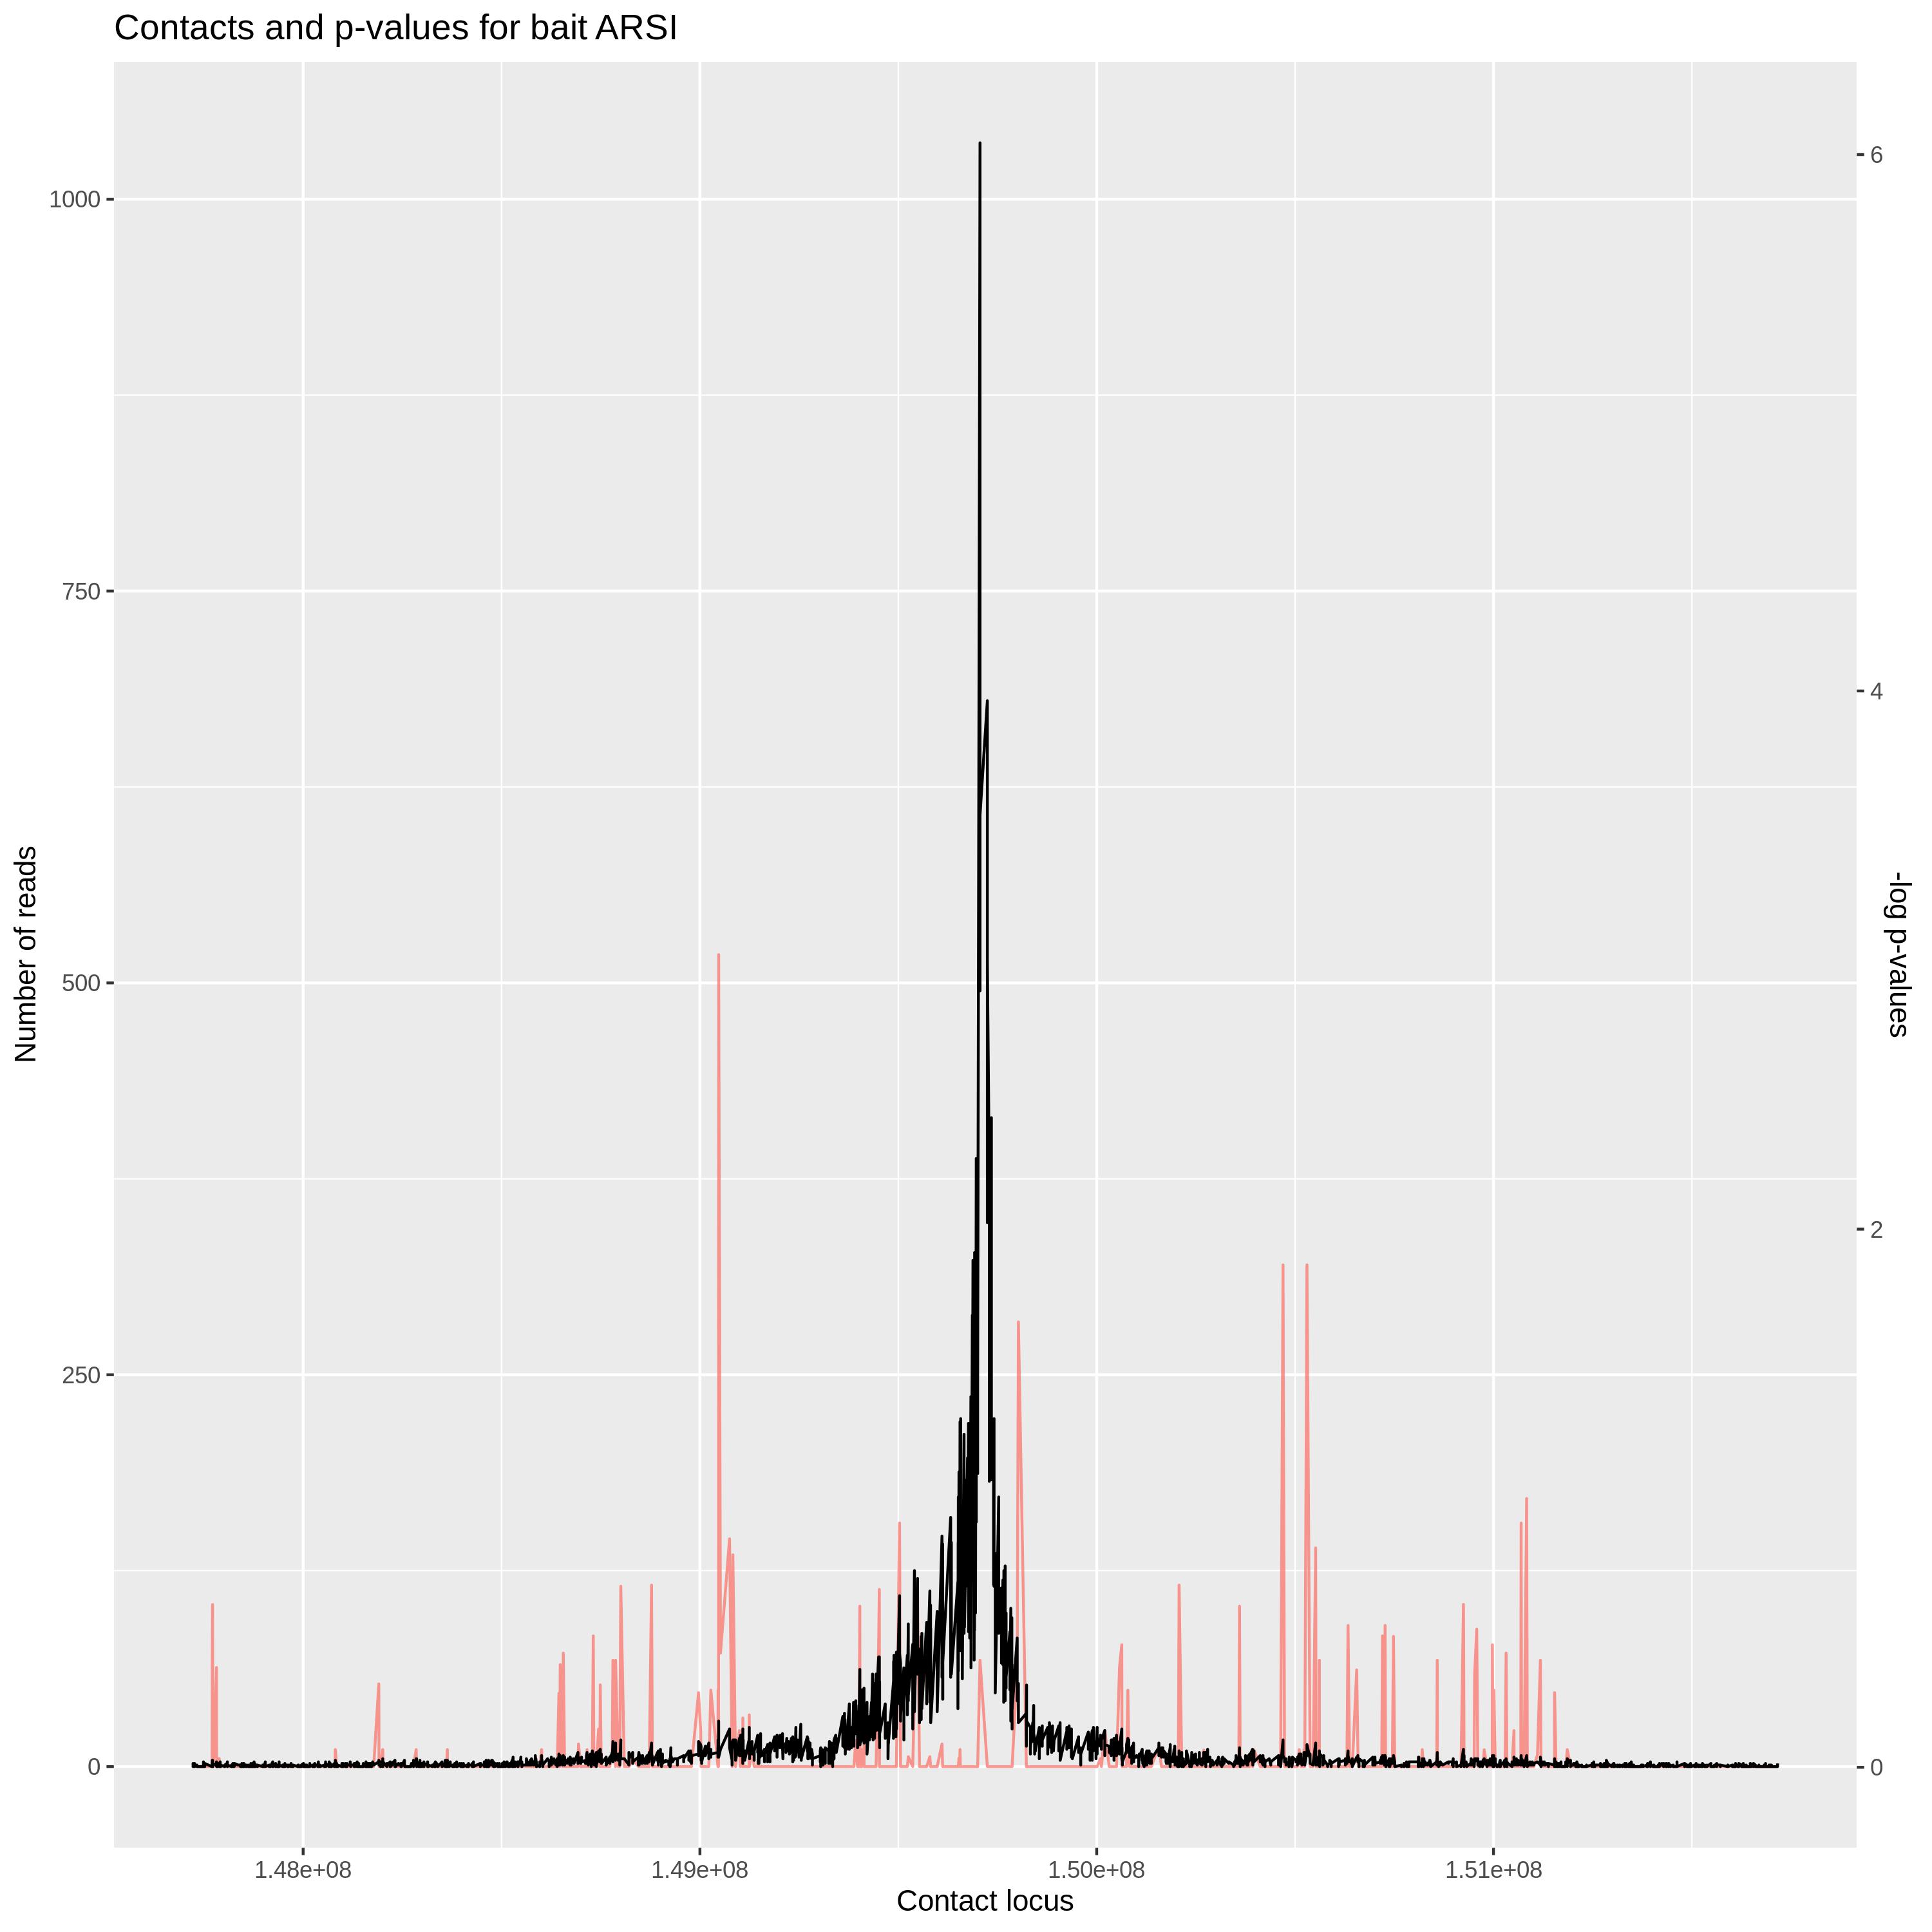 Contacts and p-values for bait ARSI
1000
750
500
250
0
Number of reads
6
4
2
0
-log p-values
1.48e+08
1.49e+08
1.50e+08
1.51e+08
Contact locus